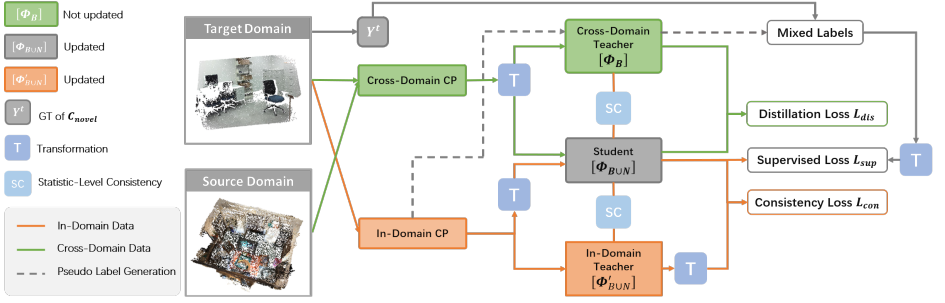 [Φ_B] Not updated
[Φ_{B∪N}] Updated
[Φ'_{B∪N}] Updated
Y^t GT of C_novel
T Transformation
SC Statistic-Level Consistency
In-Domain Data
Cross-Domain Data
Pseudo Label Generation
Target Domain
Source Domain
Y^t
Cross-Domain CP
In-Domain CP
T
T
Cross-Domain
Teacher
[Φ_B]
SC
Student
[Φ_{B∪N}]
SC
In-Domain
Teacher
[Φ'_{B∪N}]
T
Mixed Labels
Distillation Loss L_dis
Supervised Loss L_sup
T
Consistency Loss L_con